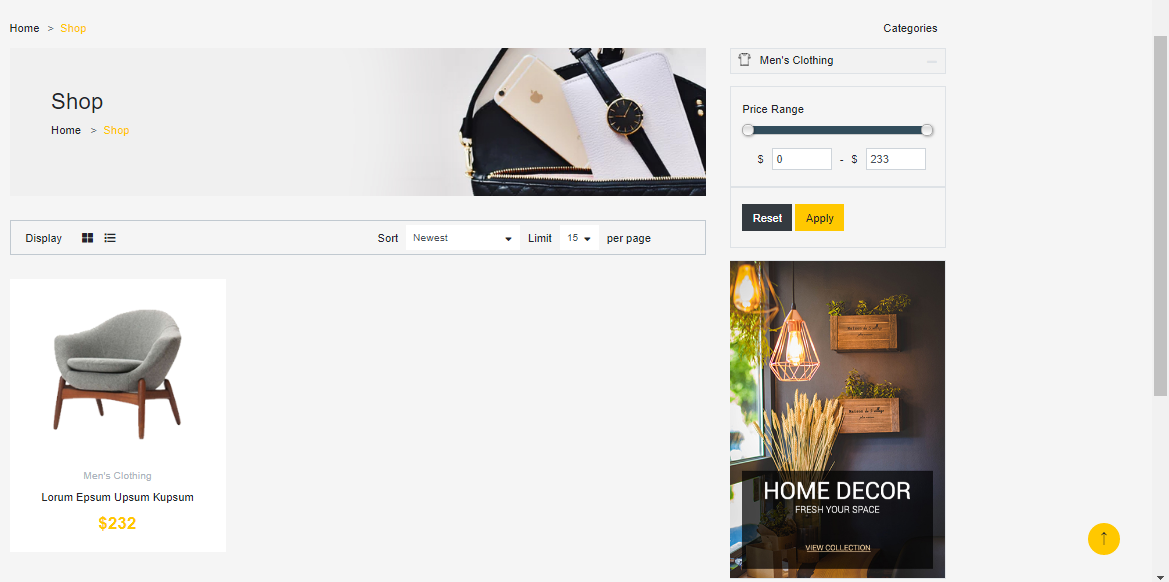 Home > Shop
Categories
Shop
Home > Shop
Men's Clothing
Price Range
$ 0 - $ 233
Reset Apply
Display Sort Newest Limit 15 per page
Men's Clothing
Lorum Epsum Upsum Kupsum
$232
HOME DECOR
FRESH YOUR SPACE
VIEW COLLECTION